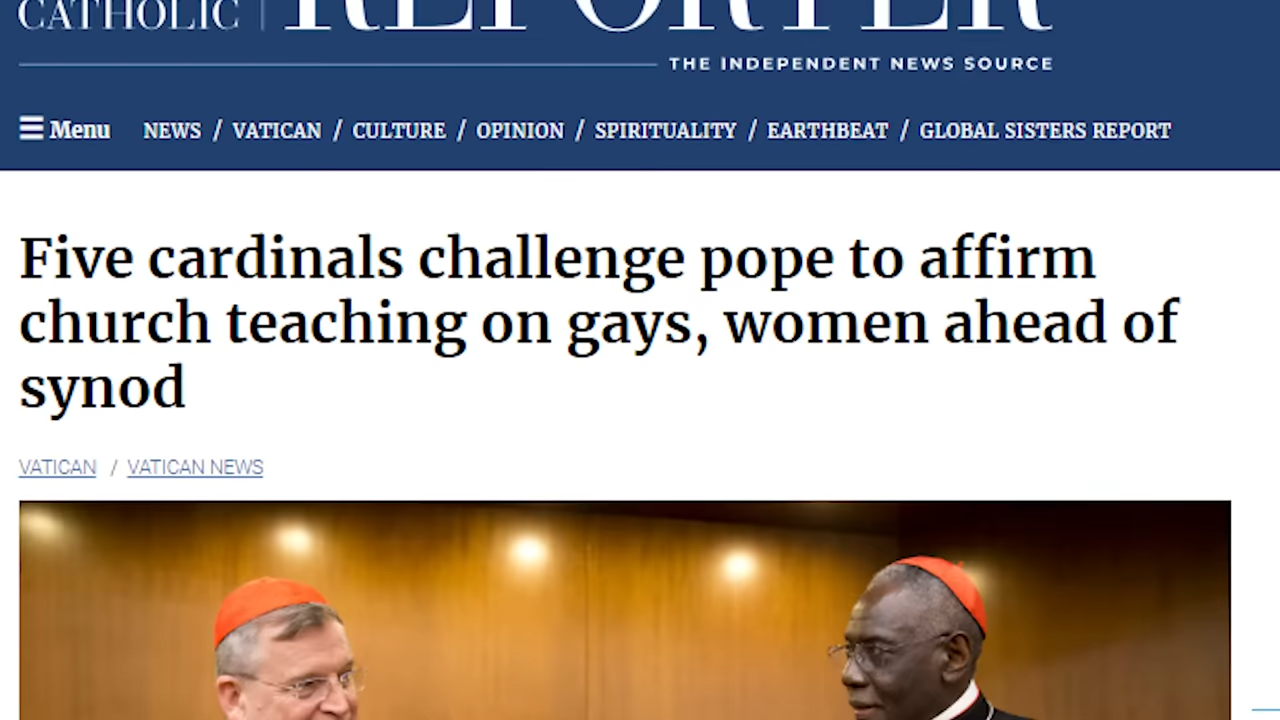 CATHOLIC | REPORTER
THE INDEPENDENT NEWS SOURCE
Menu NEWS / VATICAN / CULTURE / OPINION / SPIRITUALITY / EARTHBEAT / GLOBAL SISTERS REPORT
Five cardinals challenge pope to affirm
church teaching on gays, women ahead of
synod
VATICAN / VATICAN NEWS